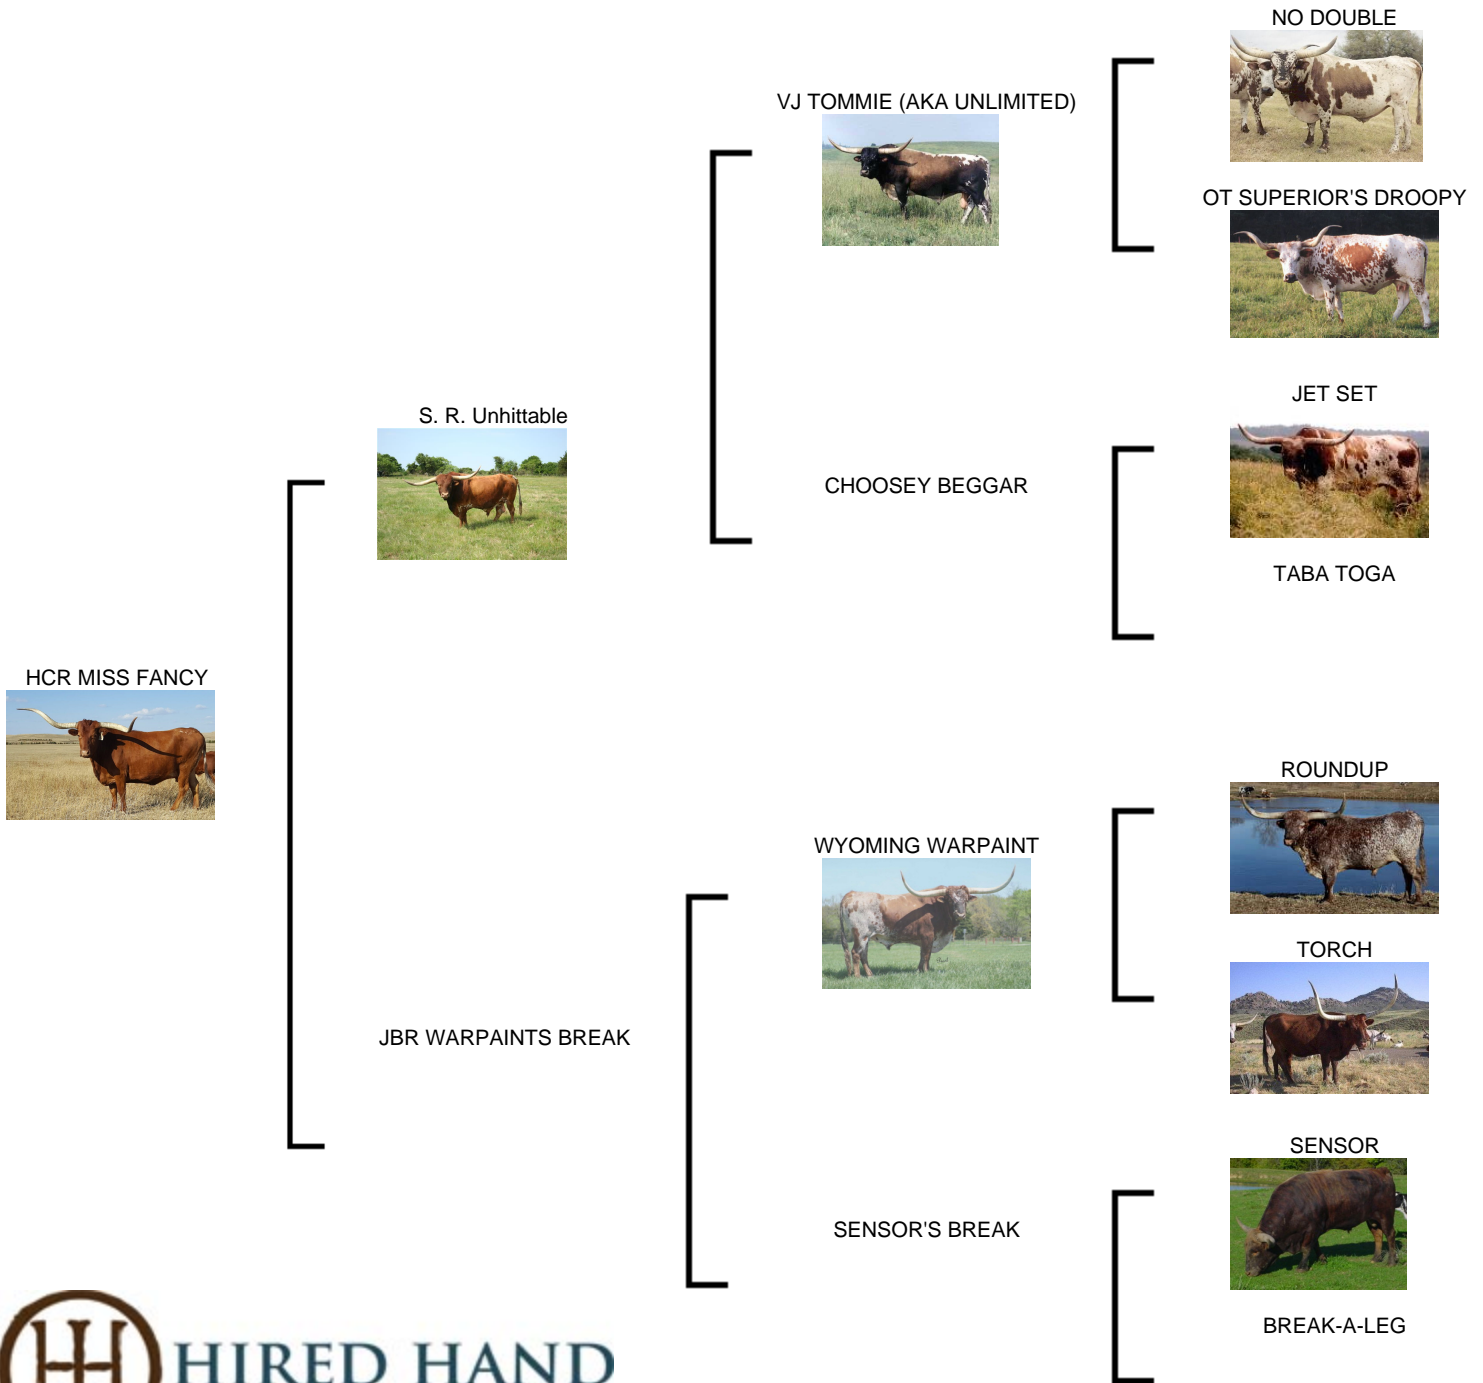 NO DOUBLE
VJ TOMMIE (AKA UNLIMITED)
OT SUPERIOR'S DROOPY
JET SET
S. R. Unhittable
CHOOSEY BEGGAR
TABA TOGA
HCR MISS FANCY
ROUNDUP
WYOMING WARPAINT
TORCH
JBR WARPAINTS BREAK
SENSOR
SENSOR'S BREAK
BREAK-A-LEG
HIRED HAND